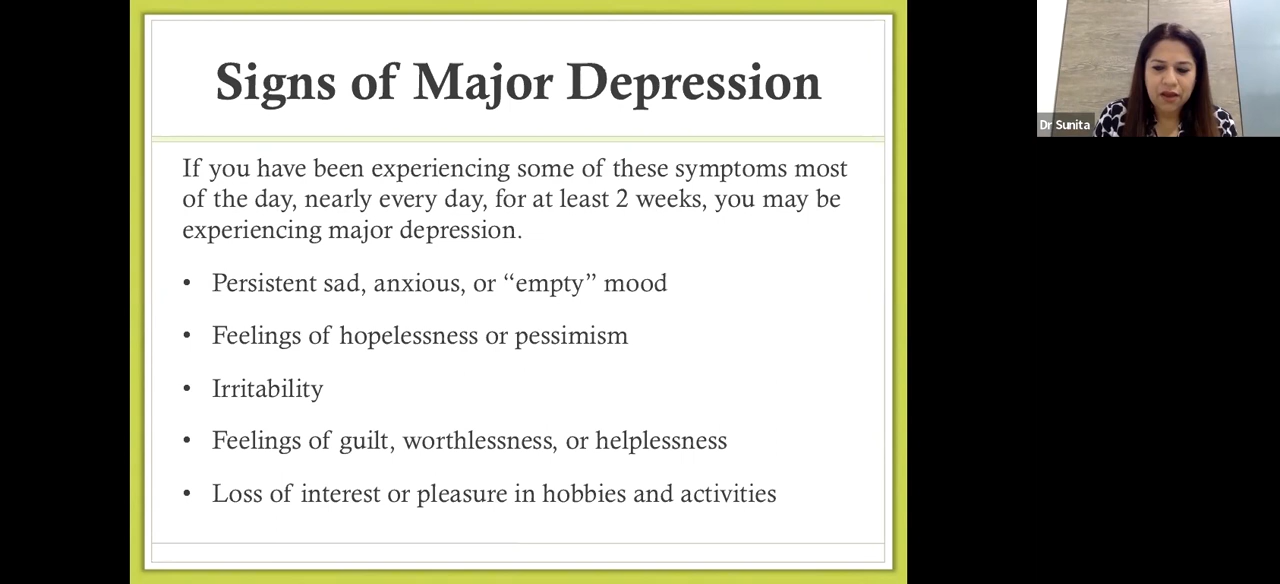 Signs of Major Depression
If you have been experiencing some of these symptoms most
of the day, nearly every day, for at least 2 weeks, you may be
experiencing major depression.
• Persistent sad, anxious, or “empty” mood
• Feelings of hopelessness or pessimism
• Irritability
• Feelings of guilt, worthlessness, or helplessness
• Loss of interest or pleasure in hobbies and activities
Dr Sunita